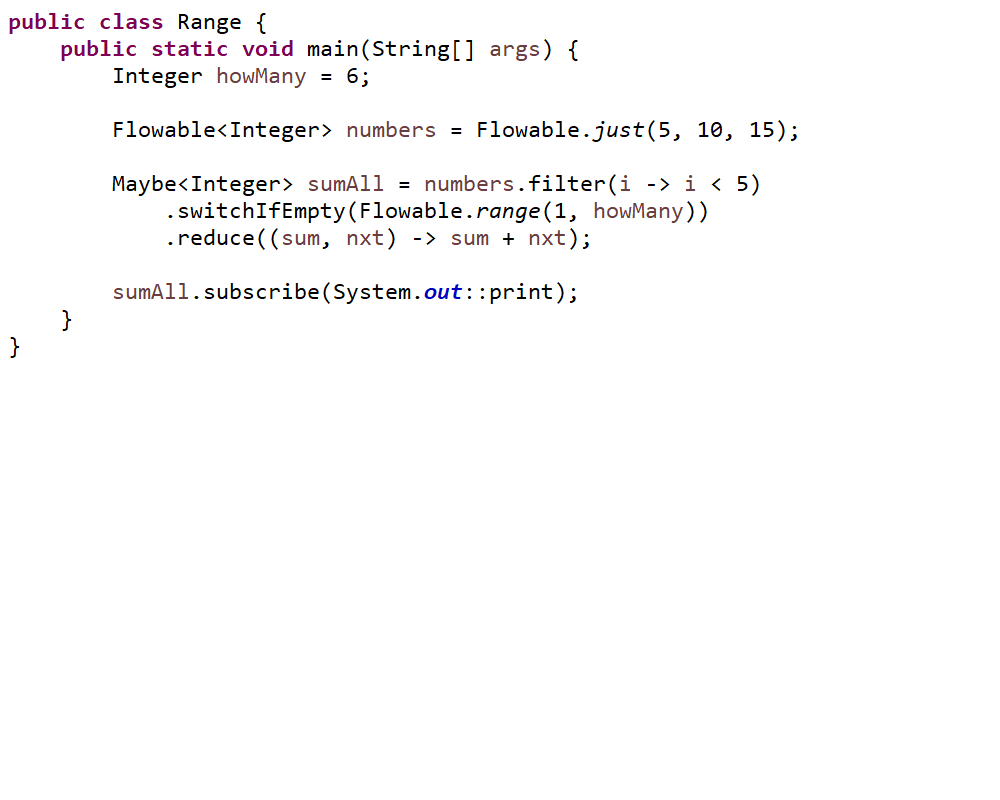 public class Range {
    public static void main(String[] args) {
        Integer howMany = 6;

        Flowable<Integer> numbers = Flowable.just(5, 10, 15);

        Maybe<Integer> sumAll = numbers.filter(i -> i < 5)
            .switchIfEmpty(Flowable.range(1, howMany))
            .reduce((sum, nxt) -> sum + nxt);

        sumAll.subscribe(System.out::print);
    }
}